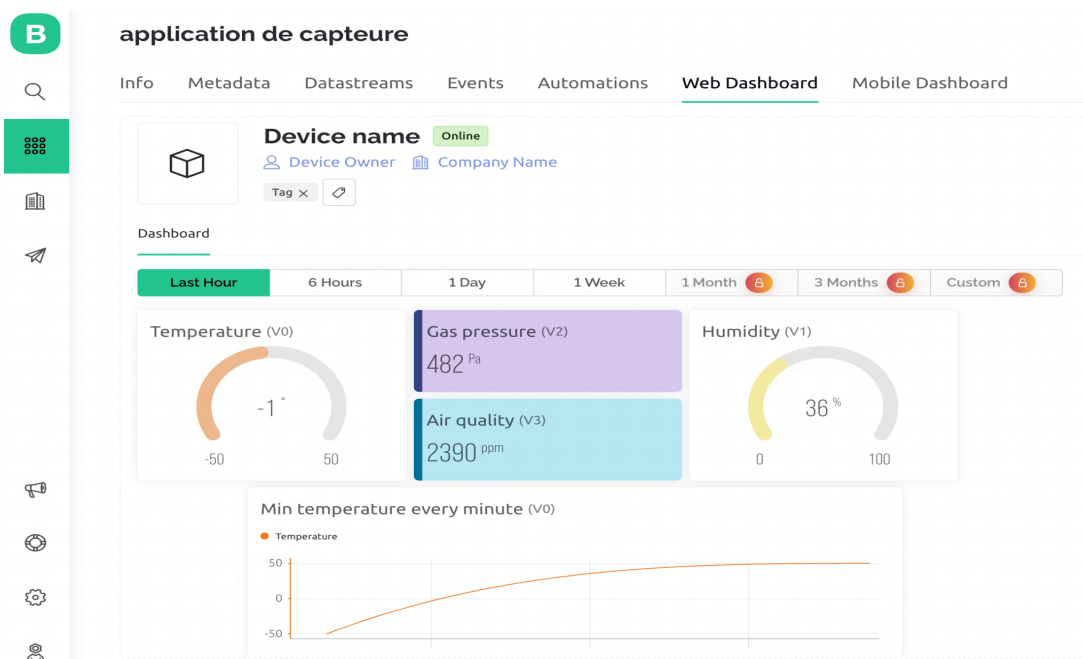 B
application de capteure
Info Metadata Datastreams Events Automations Web Dashboard Mobile Dashboard
Device name Online
Device Owner Company Name
Tag ×
Dashboard
Last Hour 6 Hours 1 Day 1 Week 1 Month 3 Months Custom
Temperature (V0)
-1 °
-50 50
Gas pressure (V2)
482 Pa
Air quality (V3)
2390 ppm
Humidity (V1)
36 %
0 100
Min temperature every minute (V0)
Temperature
50
0
-50